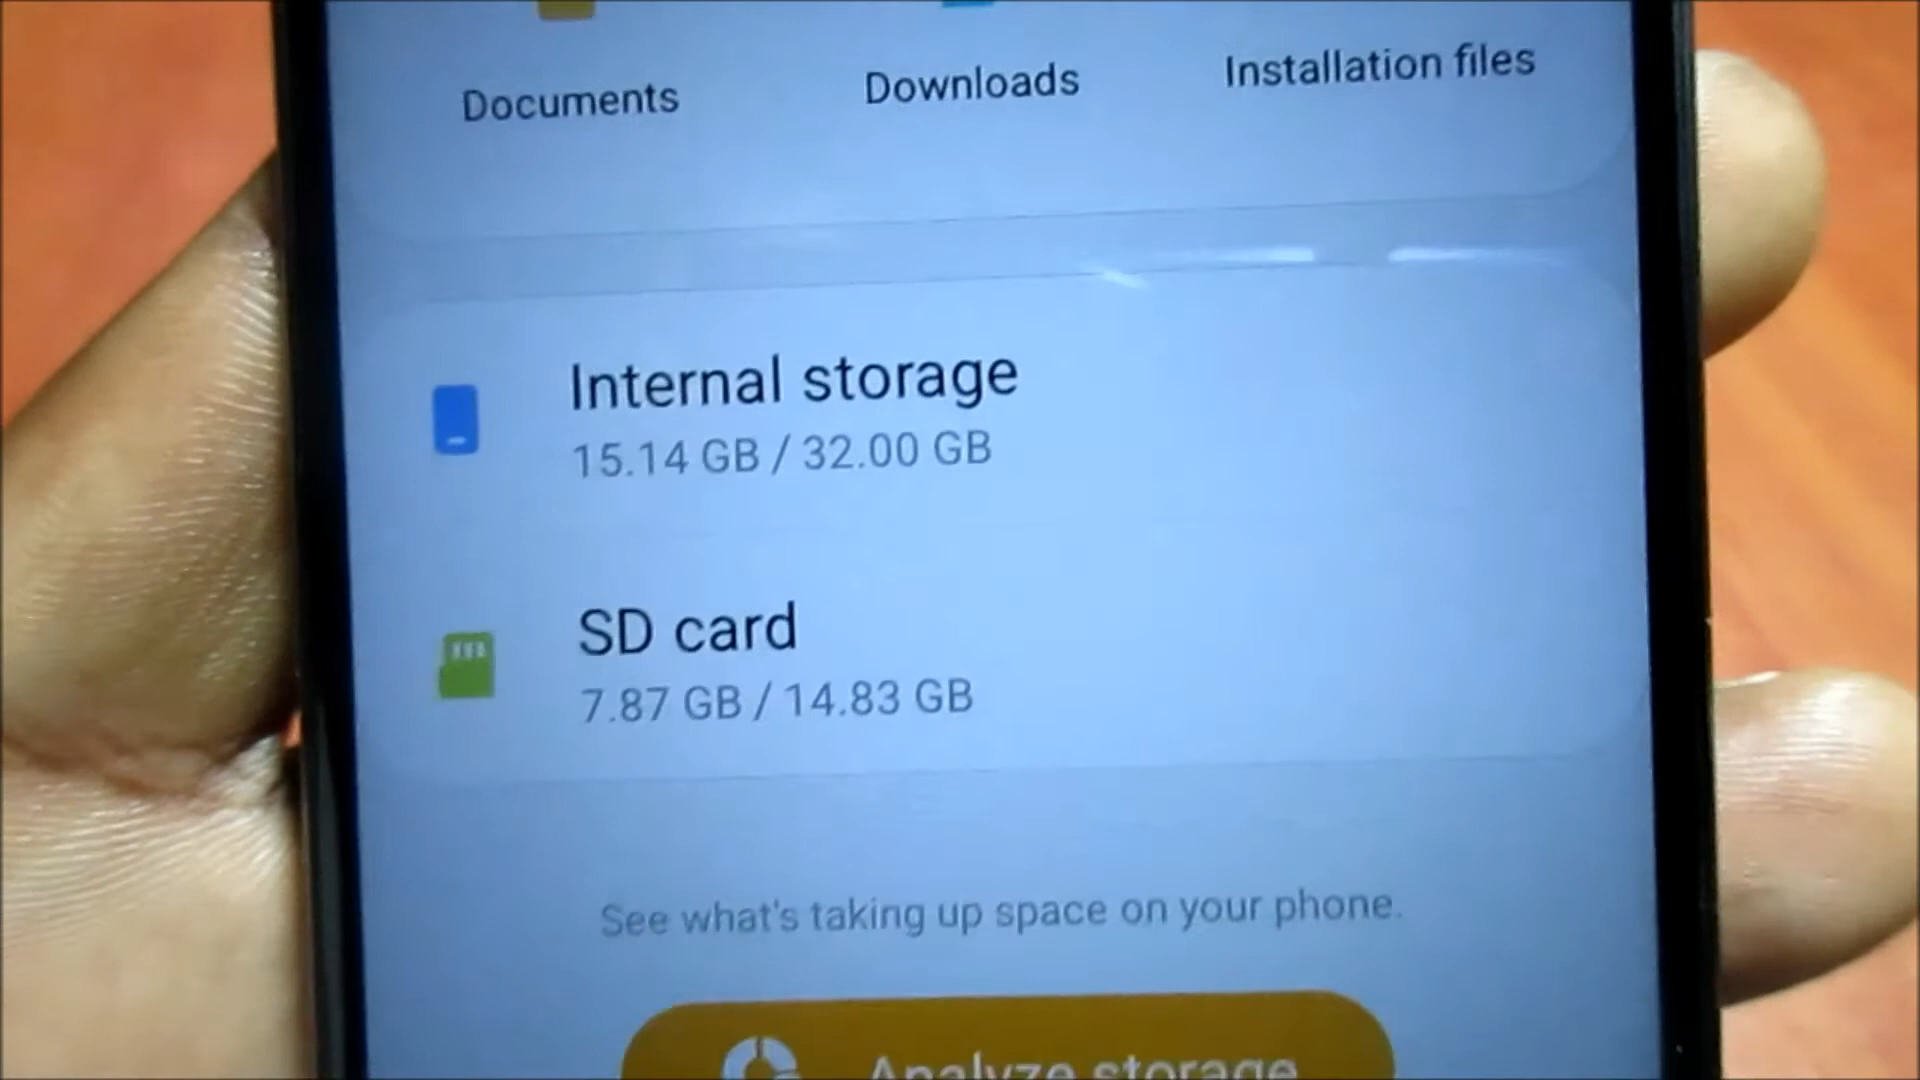 Documents
Downloads
Installation files
Internal storage
15.14 GB / 32.00 GB
SD card
7.87 GB / 14.83 GB
See what's taking up space on your phone.
Analyze storage